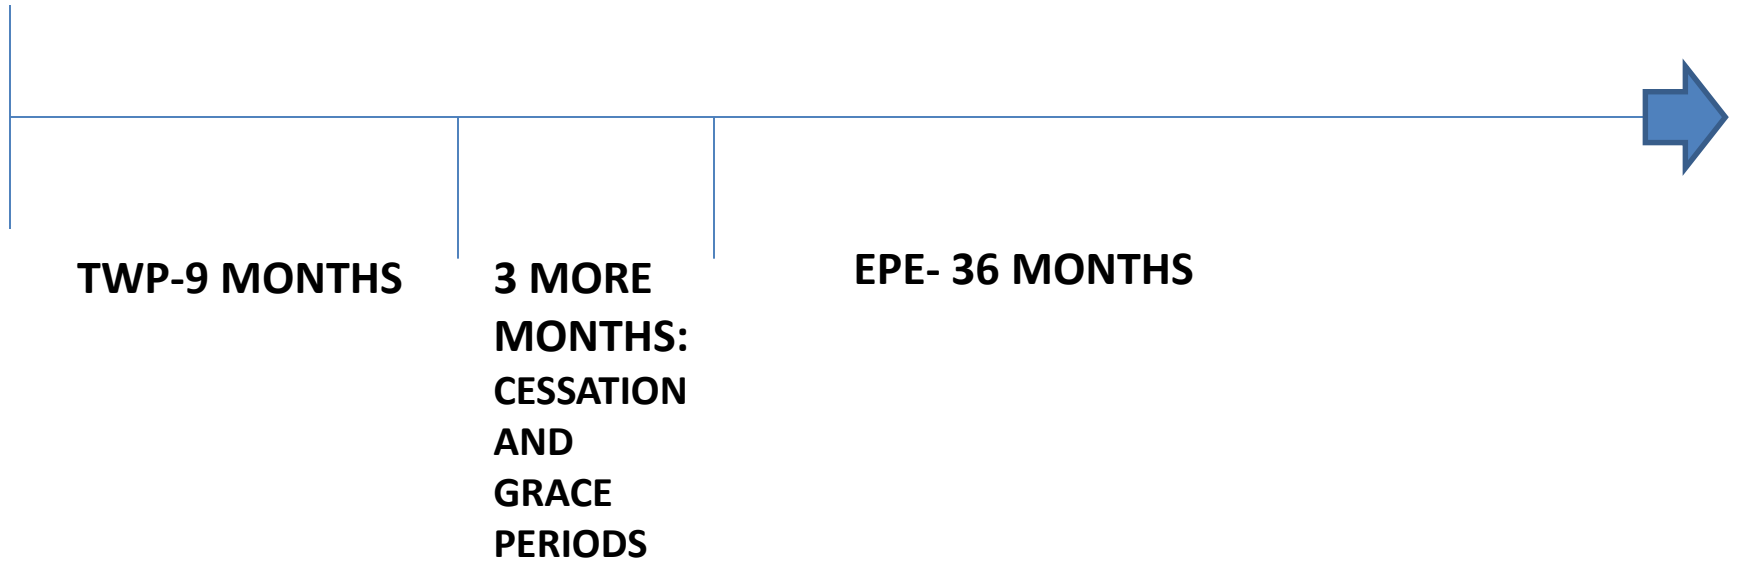 TWP-9 MONTHS
3 MORE
MONTHS:
CESSATION
AND
GRACE
PERIODS
EPE- 36 MONTHS